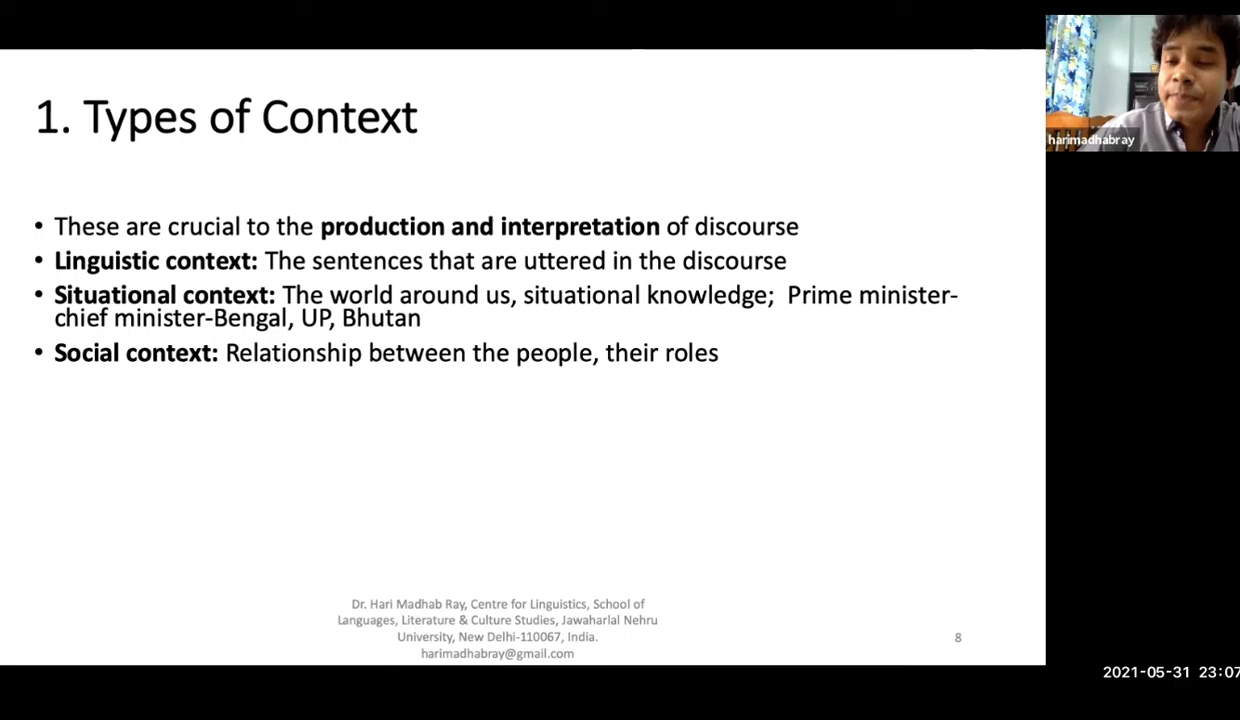 1. Types of Context
• These are crucial to the production and interpretation of discourse
• Linguistic context: The sentences that are uttered in the discourse
• Situational context: The world around us, situational knowledge;  Prime minister-
chief minister-Bengal, UP, Bhutan
• Social context: Relationship between the people, their roles
Dr. Hari Madhab Ray, Centre for Linguistics, School of
Languages, Literature & Culture Studies, Jawaharlal Nehru
University, New Delhi-110067, India.
harimadhabray@gmail.com
8
harimadhabray
2021-05-31 23:07